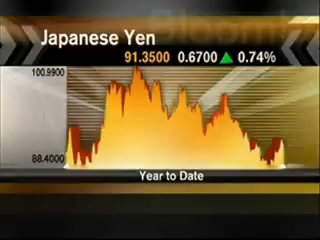 Japanese Yen
91.3500 0.6700 ▲ 0.74%
100.9900
88.4000
Year to Date